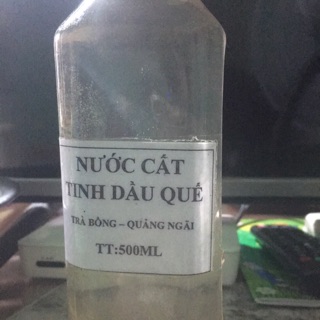 NƯỚC CẤT
TINH DẦU QUẾ
TRÀ BỒNG – QUẢNG NGÃI
TT:500ML